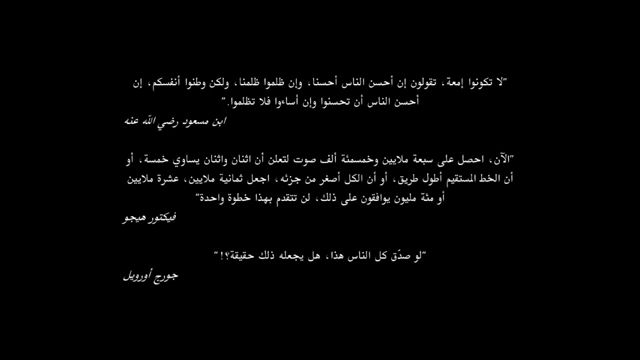 "لا تكونوا إمعة، تقولون إن أحسن الناس أحسنا، وإن ظلموا ظلمنا، ولكن وطنوا أنفسكم، إن
أحسن الناس أن تحسنوا وإن أساءوا فلا تظلموا."
ابن مسعود رضي الله عنه
"الآن، احصل على سبعة ملايين وخمسمئة ألف صوت لتعلن أن اثنان واثنان يساوي خمسة، أو
أن الخط المستقيم أطول طريق، أو أن الكل أصغر من جزئه، اجعل ثمانية ملايين، عشرة ملايين
أو مئة مليون يوافقون على ذلك، لن تتقدم بهذا خطوة واحدة"
فيكتور هيجو
"لو صدّق كل الناس هذا، هل يجعله ذلك حقيقة؟!"
جورج أورويل